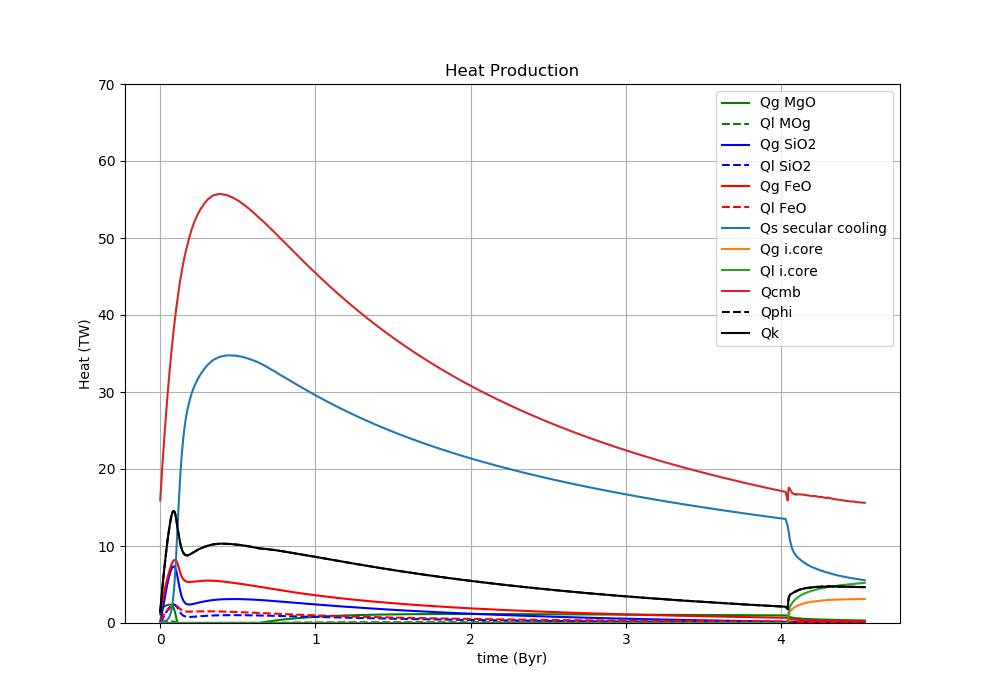 Heat Production
70
60
50
40
30
20
10
0
Heat (TW)
0 1 2 3 4
time (Byr)
Qg MgO
Ql MOg
Qg SiO2
Ql SiO2
Qg FeO
Ql FeO
Qs secular cooling
Qg i.core
Ql i.core
Qcmb
Qphi
Qk